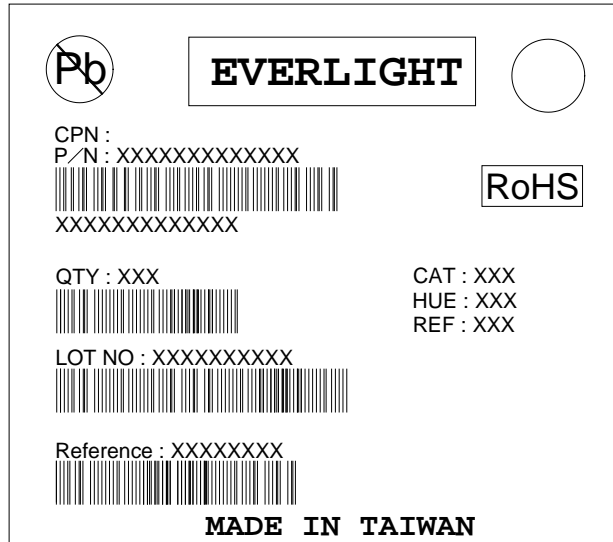 Pb
EVERLIGHT
CPN :
P/N : XXXXXXXXXXXXX
RoHS
XXXXXXXXXXXXX
QTY : XXX
CAT : XXX
HUE : XXX
REF : XXX
LOT NO : XXXXXXXXXX
Reference : XXXXXXXX
MADE IN TAIWAN